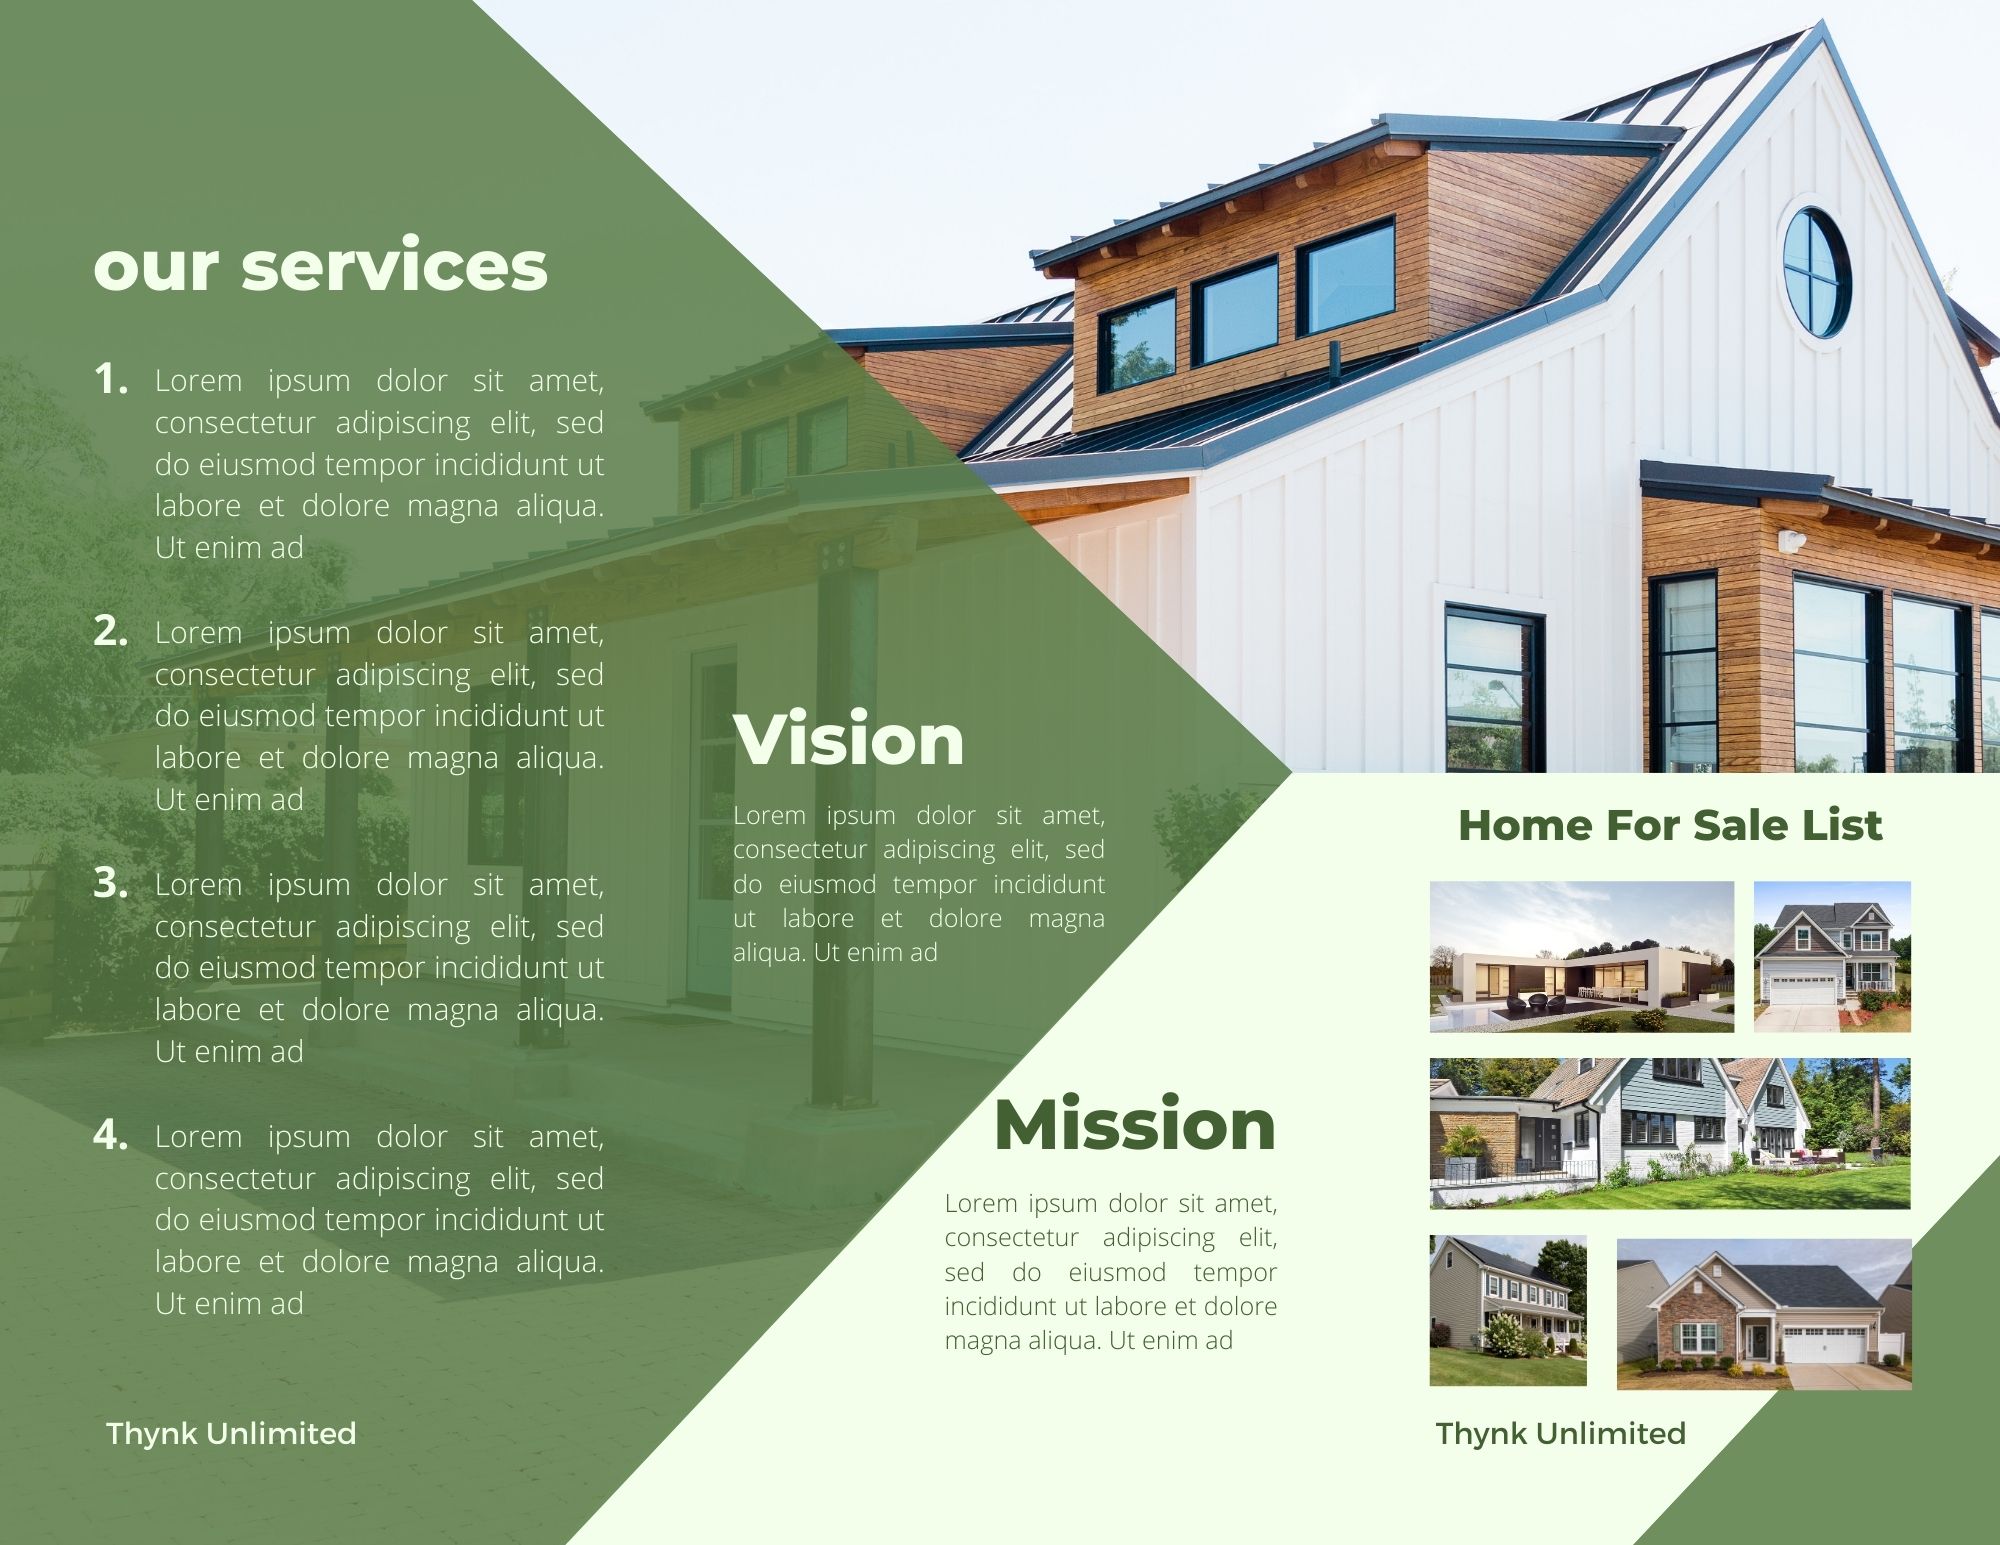 our services
1. Lorem ipsum dolor sit amet,
consectetur adipiscing elit, sed
do eiusmod tempor incididunt ut
labore et dolore magna aliqua.
Ut enim ad
2. Lorem ipsum dolor sit amet,
consectetur adipiscing elit, sed
do eiusmod tempor incididunt ut
labore et dolore magna aliqua.
Ut enim ad
3. Lorem ipsum dolor sit amet,
consectetur adipiscing elit, sed
do eiusmod tempor incididunt ut
labore et dolore magna aliqua.
Ut enim ad
4. Lorem ipsum dolor sit amet,
consectetur adipiscing elit, sed
do eiusmod tempor incididunt ut
labore et dolore magna aliqua.
Ut enim ad
Thynk Unlimited
Vision
Lorem ipsum dolor sit amet,
consectetur adipiscing elit, sed
do eiusmod tempor incididunt
ut labore et dolore magna
aliqua. Ut enim ad
Mission
Lorem ipsum dolor sit amet,
consectetur adipiscing elit,
sed do eiusmod tempor
incididunt ut labore et dolore
magna aliqua. Ut enim ad
Home For Sale List
Thynk Unlimited